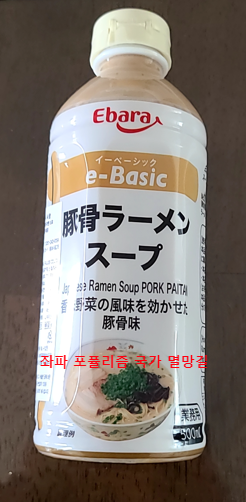 Ebara
イーベーシック
e-Basic
豚骨ラーメン
スープ
ese Ramen Soup PORK PAITAN
野菜の風味を効かせた
豚骨味
좌파 포퓰리즘 국가 멸망길
業務用
500ml